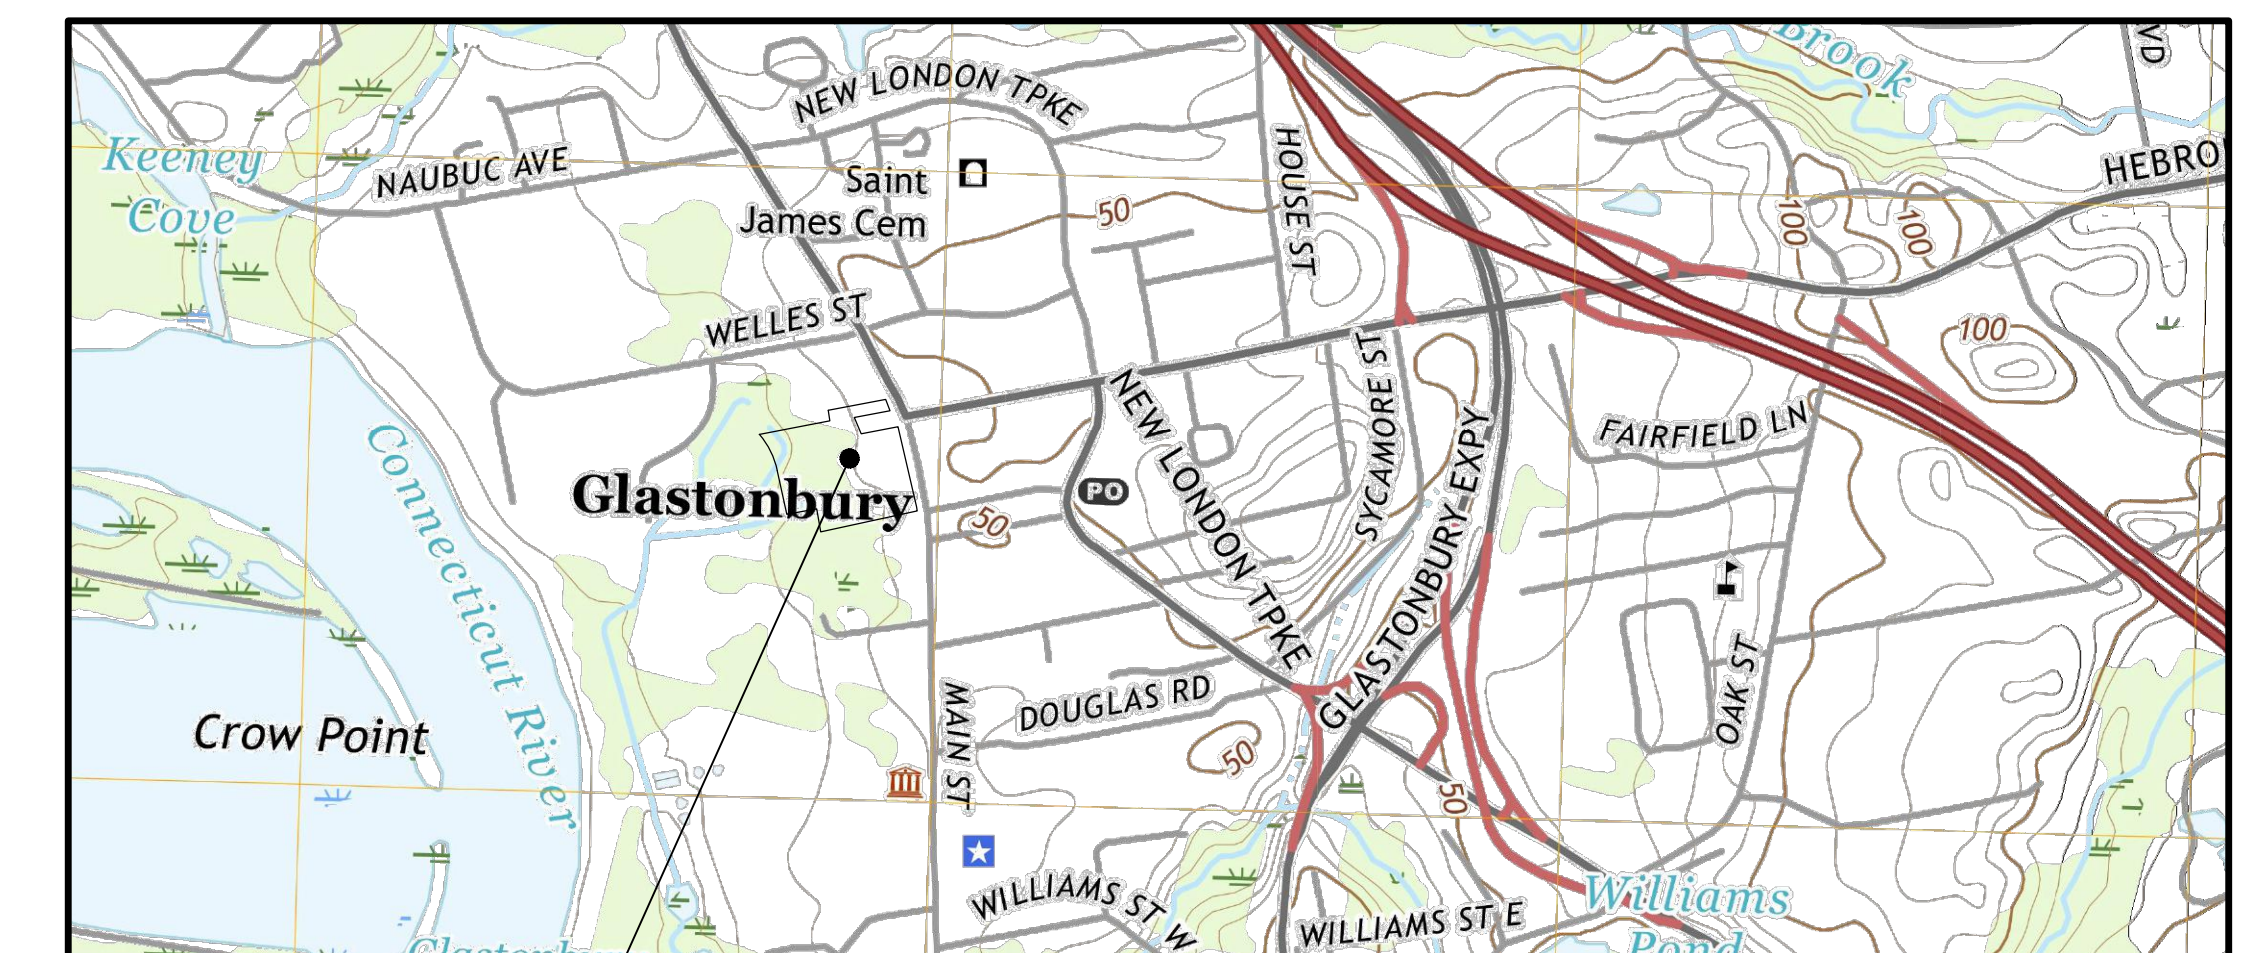 Brook
VD
NEW LONDON TPKE
Keeney
Cove
NAUBUC AVE
Saint
James Cem
50
HOUSE ST
100
100
WELLES ST
100
SYCAMORE ST
NEW LONDON TPKE
FAIRFIELD LN
GLASTONBURY EXPY
Connecticut River
Glastonbury
PO
50
OAK ST
MAIN ST
DOUGLAS RD
Crow Point
50
50
WILLIAMS ST W
WILLIAMS ST E
Williams
Pond